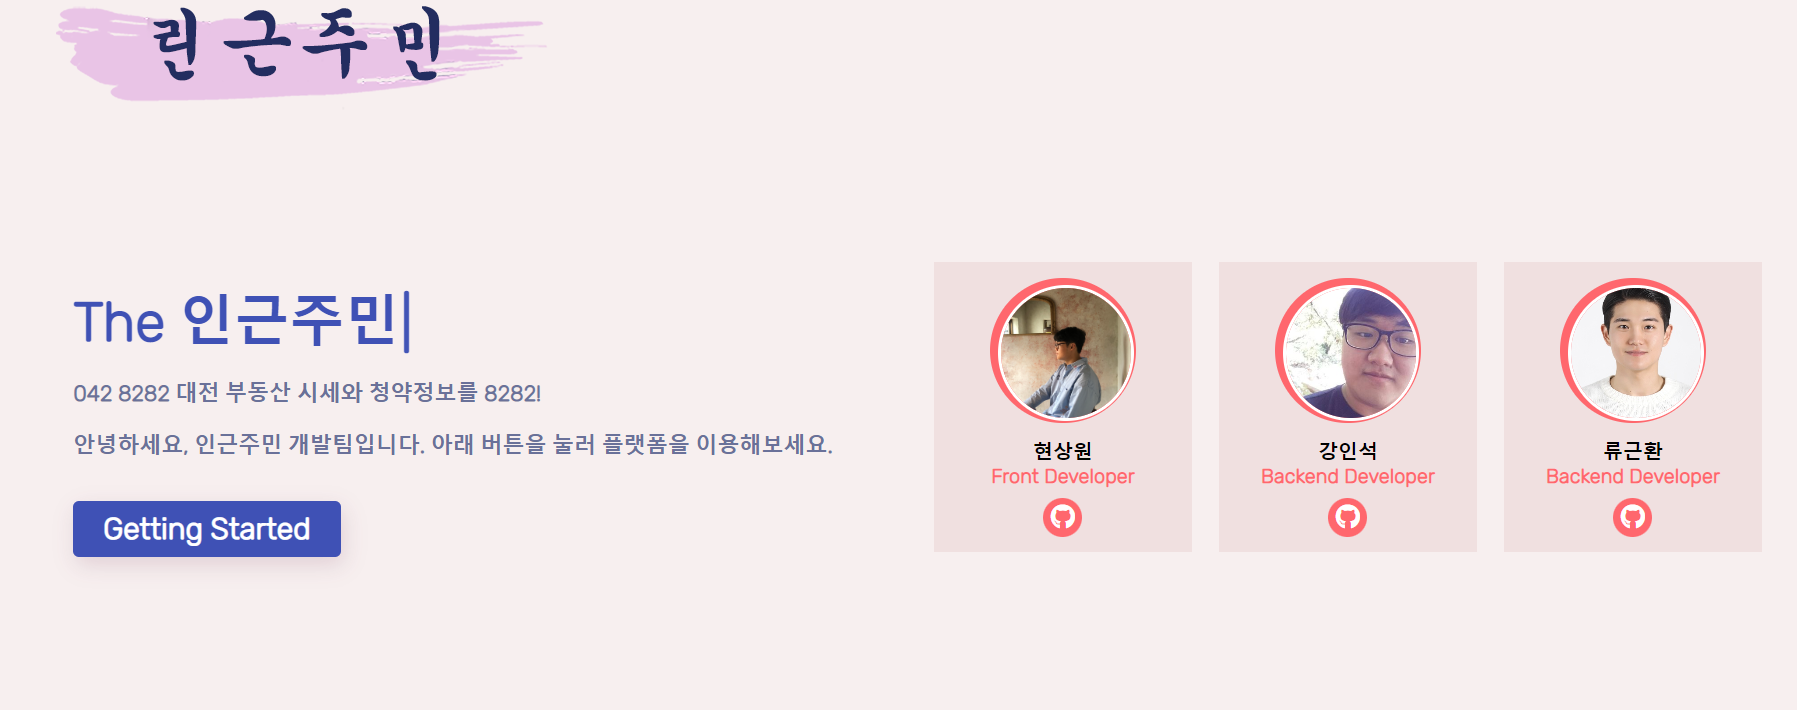 근주민
The 인근주민
042 8282 대전 부동산 시세와 청약정보를 8282!
안녕하세요, 인근주민 개발팀입니다. 아래 버튼을 눌러 플랫폼을 이용해보세요.
Getting Started
현상원
Front Developer
강인석
Backend Developer
류근환
Backend Developer